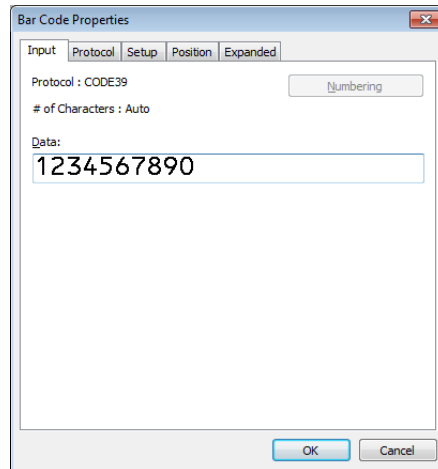 Bar Code Properties
Input Protocol Setup Position Expanded
Protocol : CODE39 Numbering
# of Characters : Auto
Data:
1234567890
OK Cancel